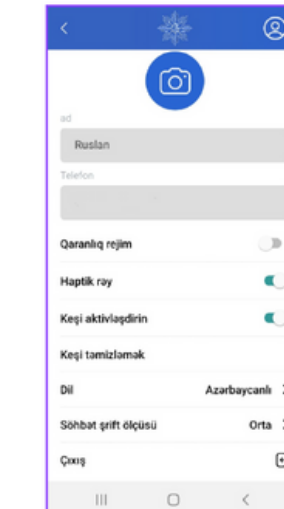 ad
Ruslan
Telefon
Qaranlıq rejim
Haptik rəy
Keşi aktivləşdirin
Keşi təmizləmək
Dil Azərbaycanlı
Söhbət şrift ölçüsü Orta
Çıxış